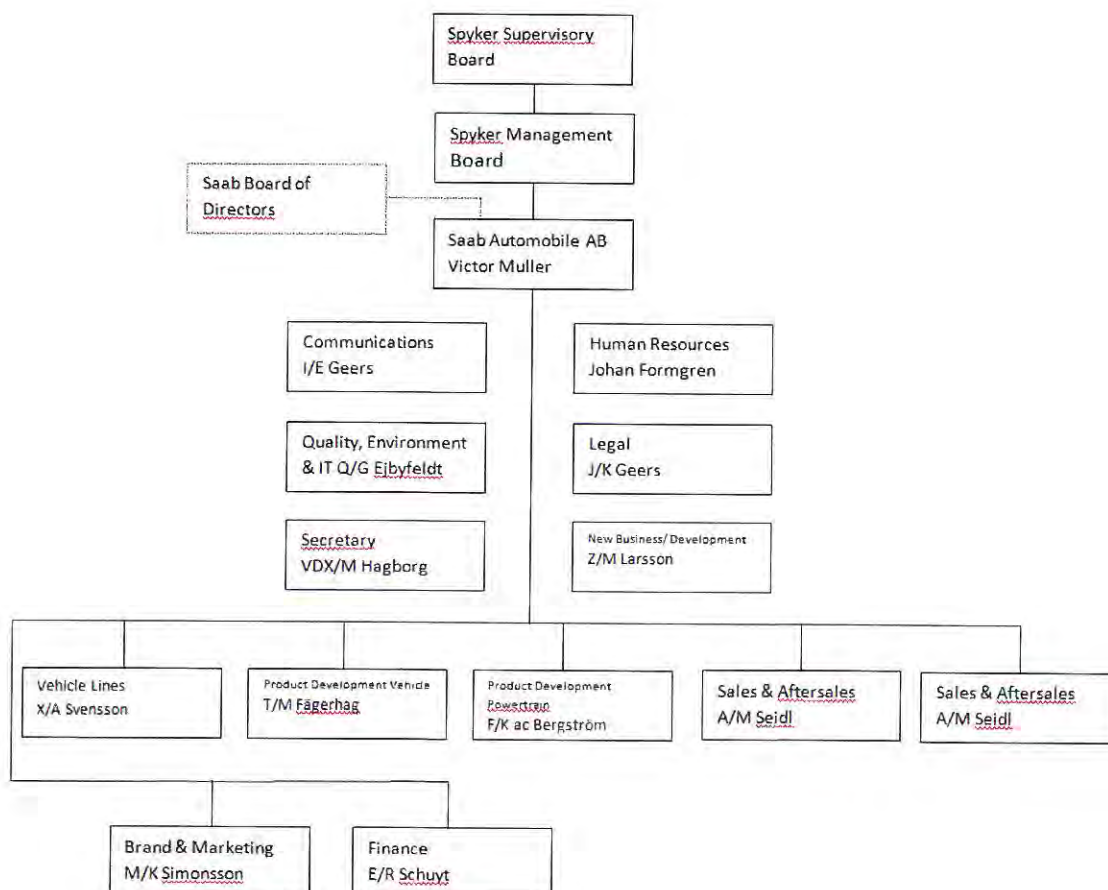 Spyker Supervisory
Board
Spyker Management
Board
Saab Board of
Directors
Saab Automobile AB
Victor Muller
Communications
I/E Geers
Human Resources
Johan Formgren
Quality, Environment
& IT Q/G Ejbyfeldt
Legal
J/K Geers
Secretary
VDX/M Hagborg
New Business/ Development
Z/M Larsson
Vehicle Lines
X/A Svensson
Product Development Vehicle
T/M Fägerhag
Product Development
Powertrain
F/K ac Bergström
Sales & Aftersales
A/M Seidl
Sales & Aftersales
A/M Seidl
Brand & Marketing
M/K Simonsson
Finance
E/R Schuyt